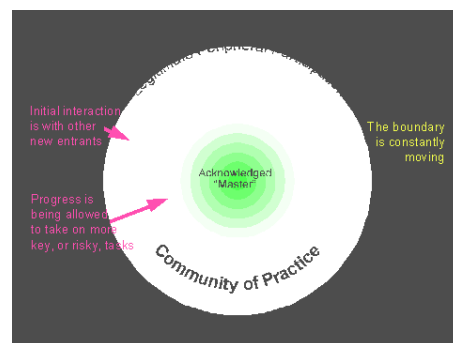 Peripheral
Initial interaction
is with other
new entrants
The boundary
is constantly
moving
Acknowledged
"Master"
Progress is
being allowed
to take on more
key, or risky, tasks
Community of Practice